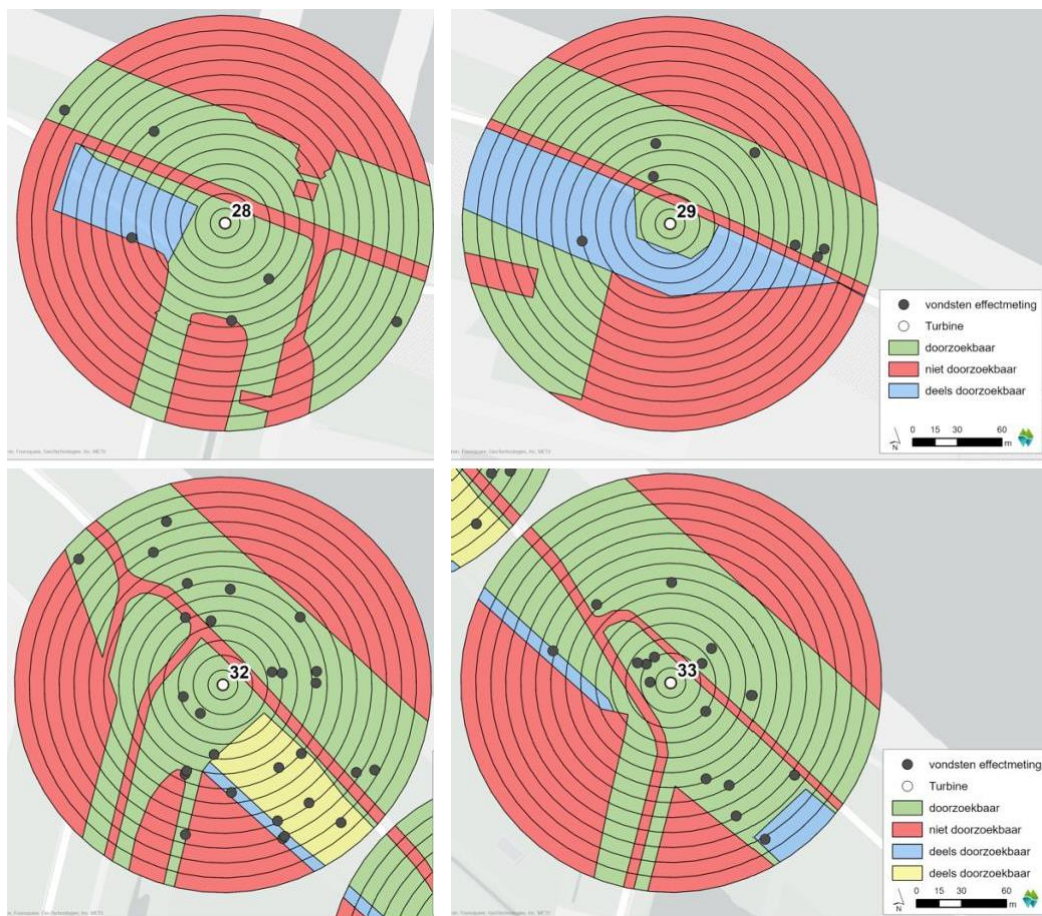 28
29
vondsten effectmeting
Turbine
doorzoekbaar
niet doorzoekbaar
deels doorzoekbaar
0 15 30 60
m
N
32
33
vondsten effectmeting
Turbine
doorzoekbaar
niet doorzoekbaar
deels doorzoekbaar
deels doorzoekbaar
0 15 30 60
m
N